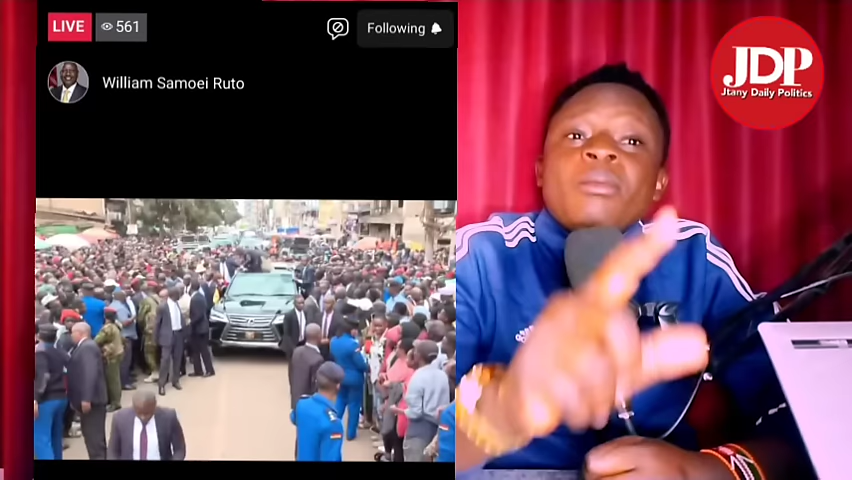 LIVE
561
Following
William Samoei Ruto
JDP
Jtany Daily Politics